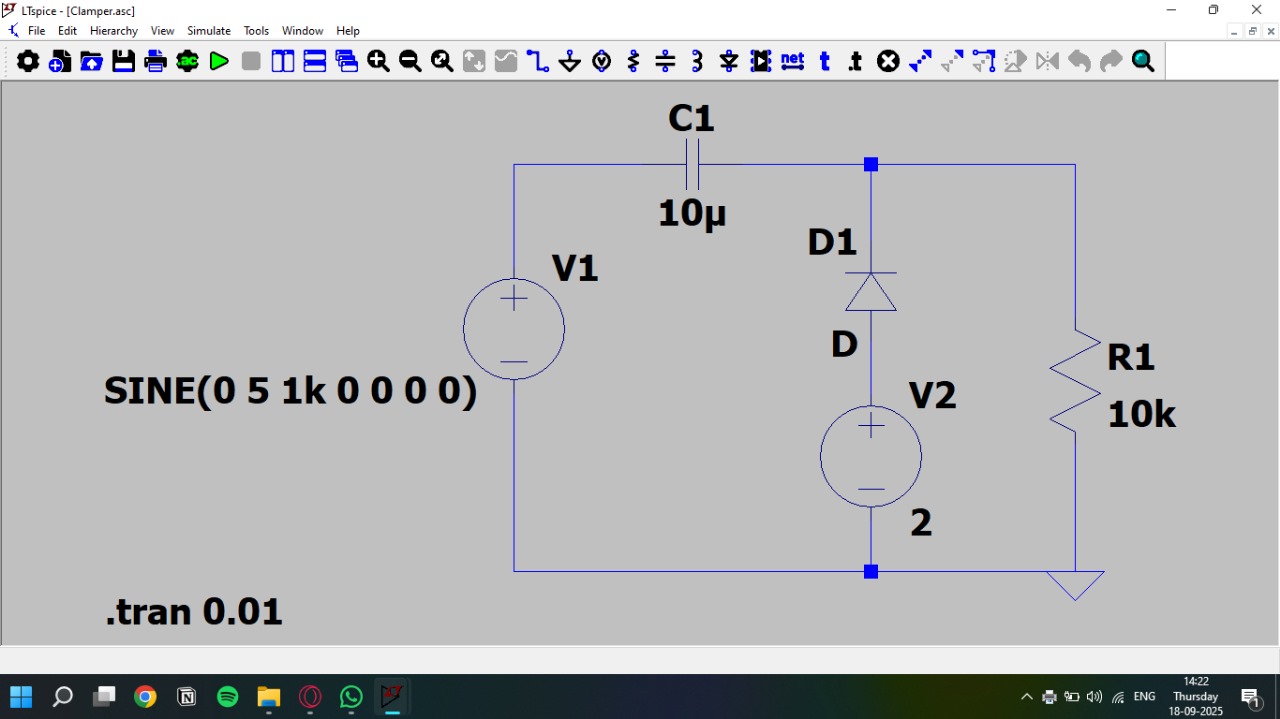 LTspice - [Clamper.asc]
File Edit Hierarchy View Simulate Tools Window Help
.ac
net
t
.t
C1
10µ
D1
V1
D
R1
10k
V2
SINE(0 5 1k 0 0 0 0)
2
.tran 0.01
ENG
14:22
Thursday
18-09-2025
1